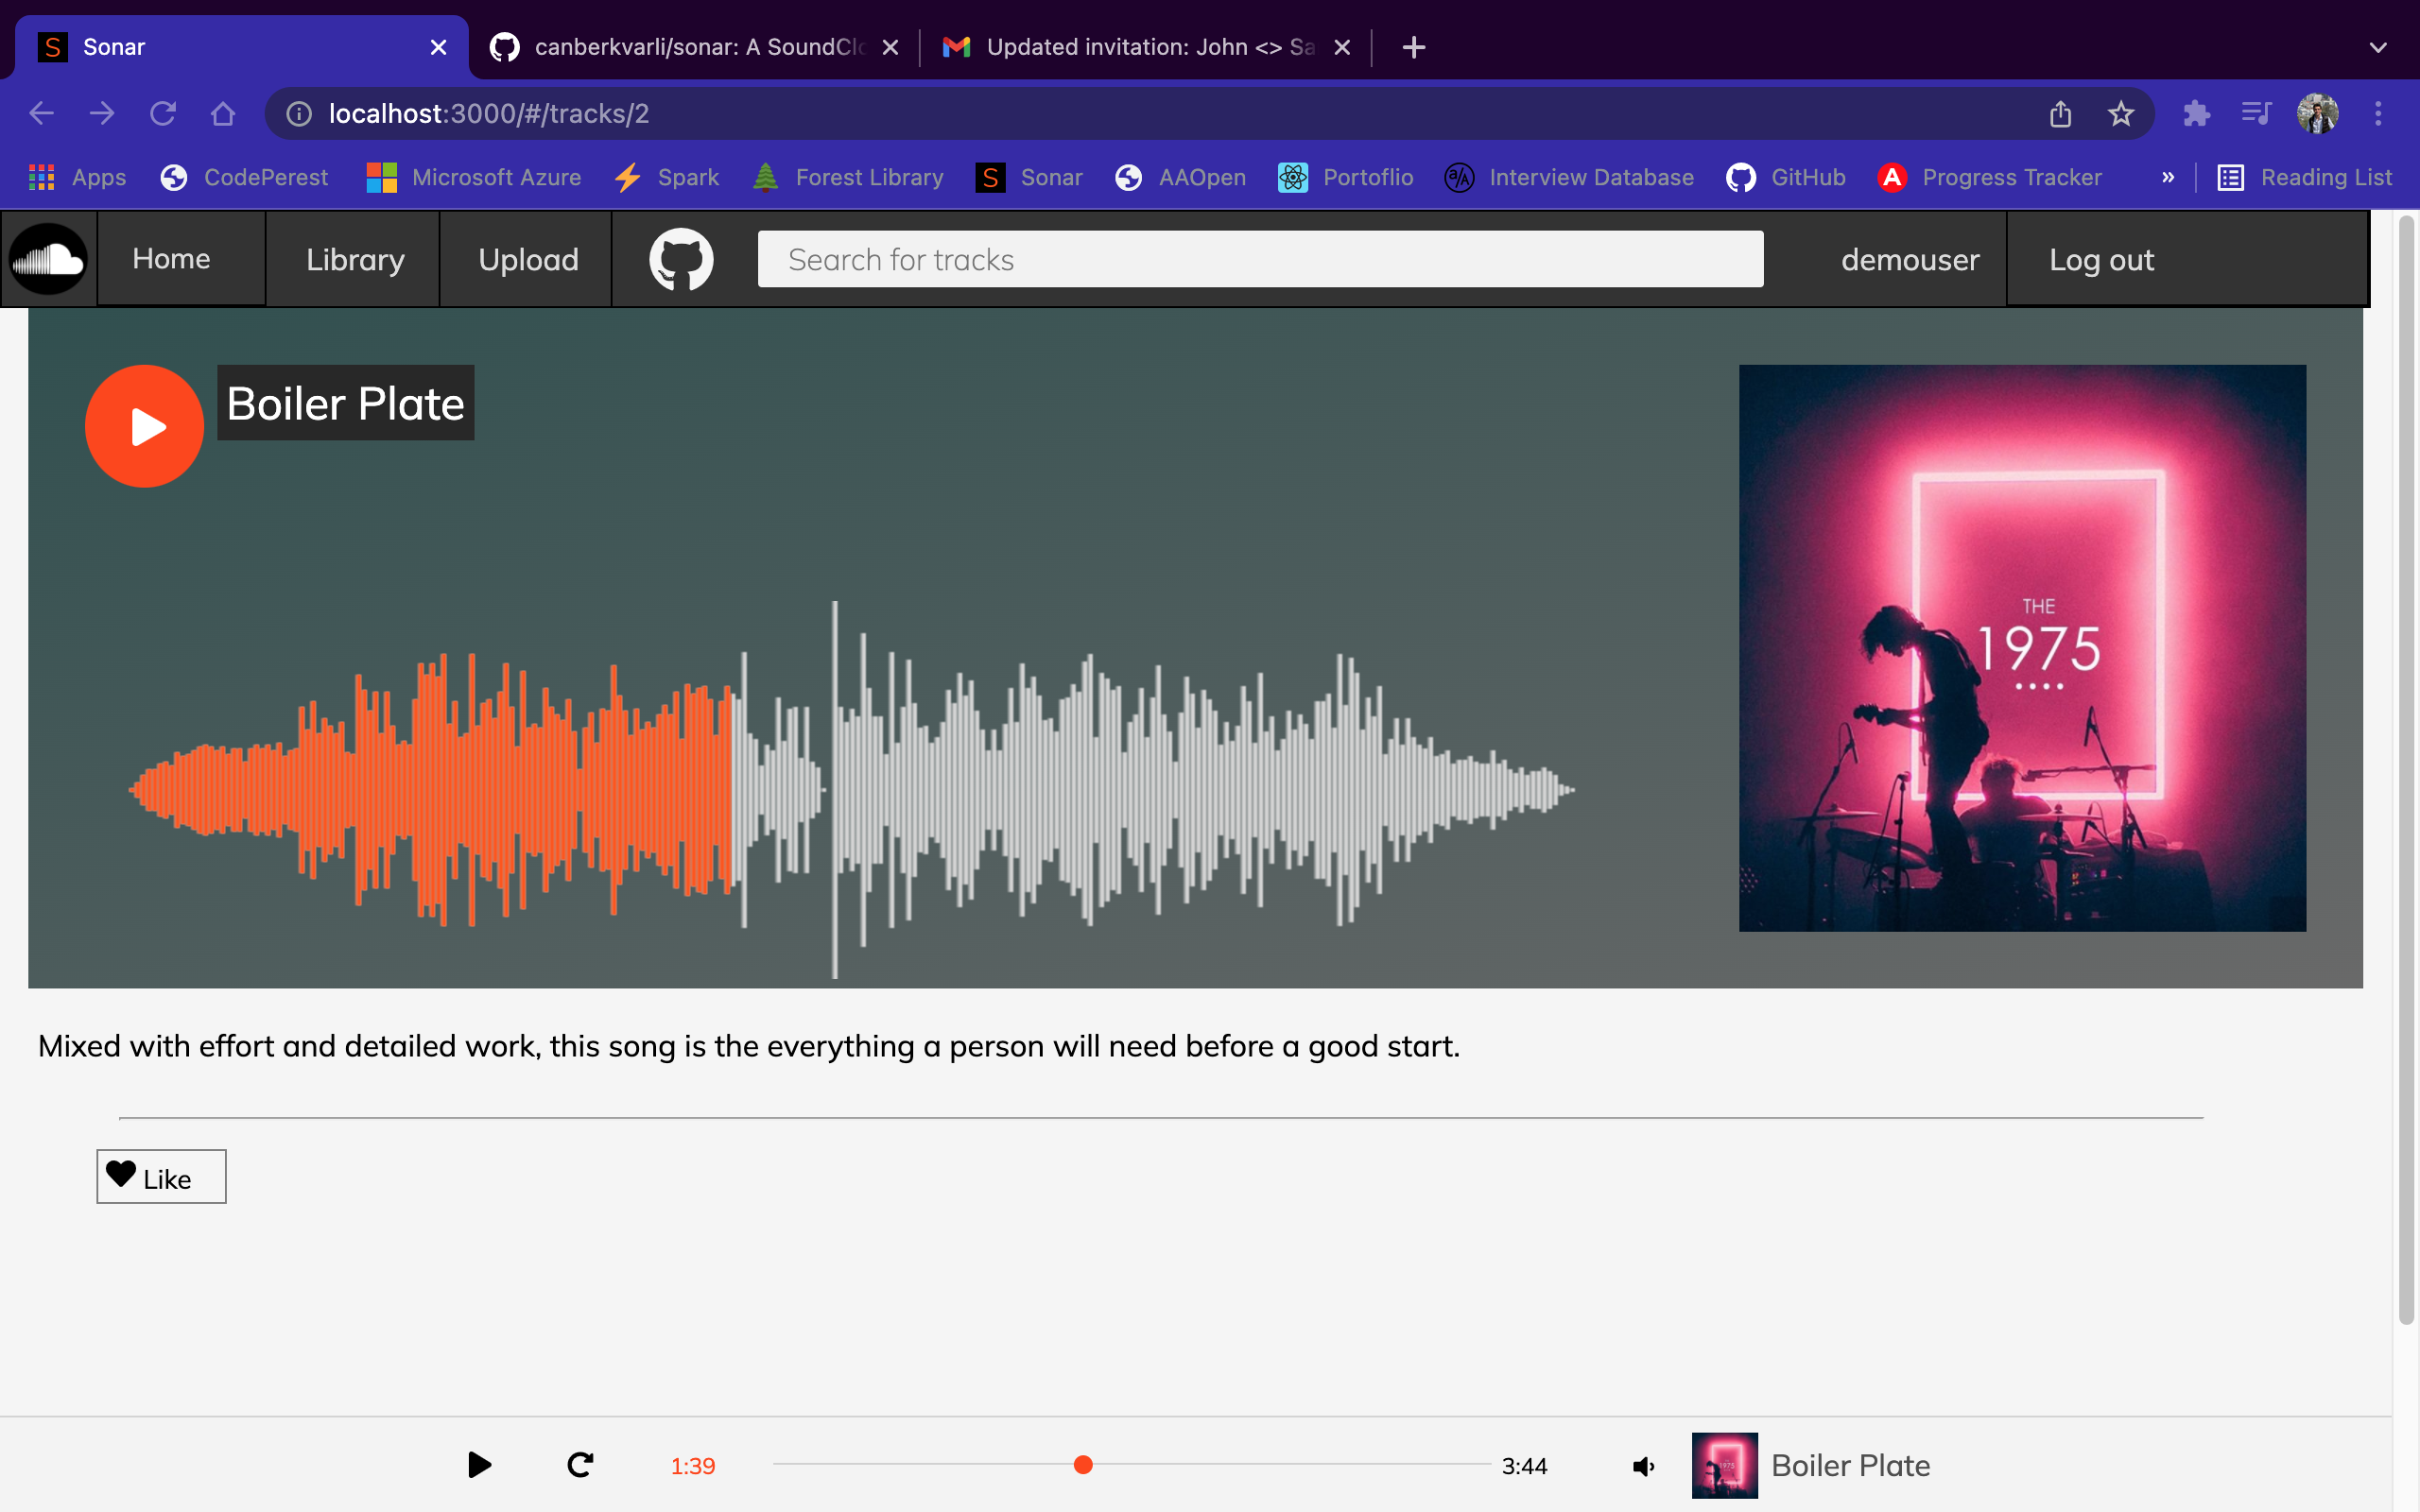 S Sonar
canberkvarli/sonar: A SoundClo
Updated invitation: John <> Sa
localhost:3000/#/tracks/2
Apps CodePerest Microsoft Azure Spark Forest Library S Sonar AAOpen Portoflio a/A Interview Database GitHub A Progress Tracker » Reading List
Home Library Upload Search for tracks demouser Log out
Boiler Plate
THE
1975
Mixed with effort and detailed work, this song is the everything a person will need before a good start.
Like
1:39 3:44 Boiler Plate